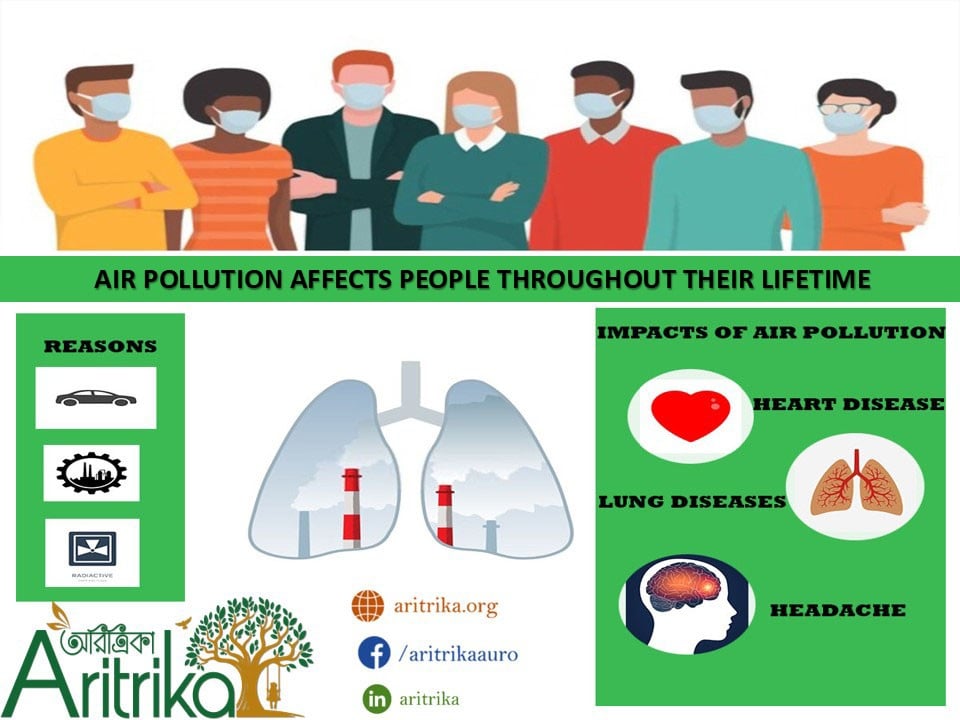 AIR POLLUTION AFFECTS PEOPLE THROUGHOUT THEIR LIFETIME
REASONS
RADIACTIVE
IMPACTS OF AIR POLLUTION
HEART DISEASE
LUNG DISEASES
HEADACHE
অরিত্রিকা
Aritrika
aritrika.org
/aritrikaauro
aritrika